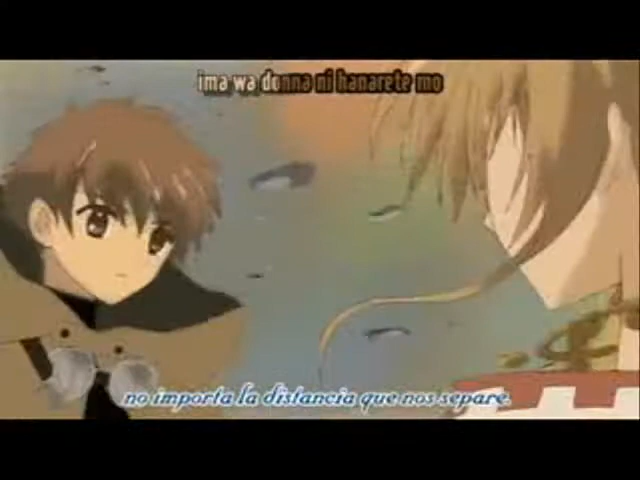 ima wa donna ni hanarete mo
no importa la distancia que nos separe.